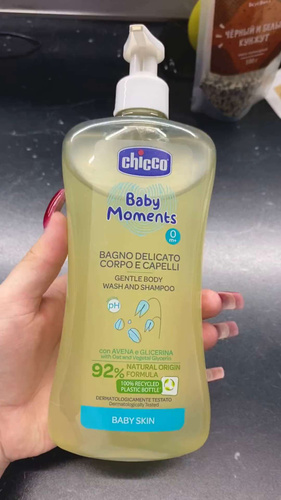 ЧЁРНЫЙ И БЕЛЫЙ
КУНЖУТ
chicco
Baby
Moments
0
m+
BAGNO DELICATO
CORPO E CAPELLI
GENTLE BODY
WASH AND SHAMPOO
pH
con AVENA e GLICERINA
with Oat and Vegetal Glycerin
92% NATURAL ORIGIN
FORMULA
100% RECYCLED
PLASTIC BOTTLE
DERMATOLOGICAMENTE TESTATO
Dermatologically Tested
BABY SKIN